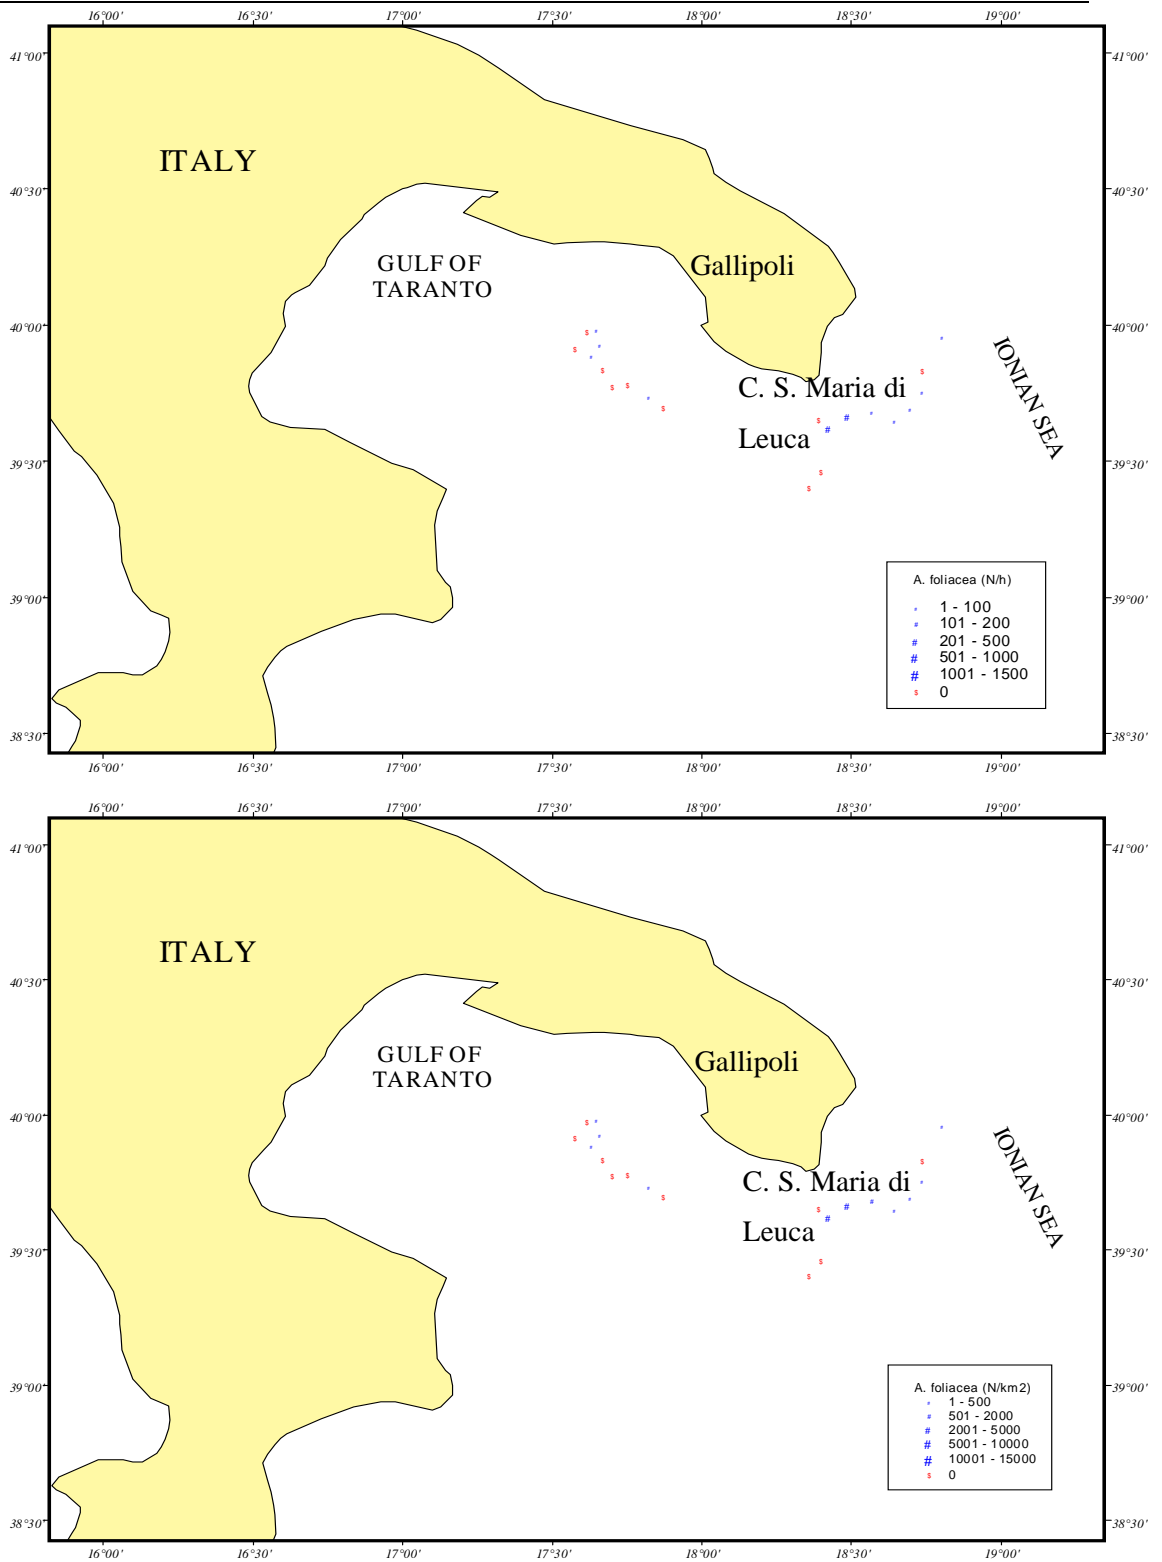 16°00' 16°30' 17°00' 17°30' 18°00' 18°30' 19°00'
41°00' 41°00'
ITALY
40°30' 40°30'
GULF OF
TARANTO
Gallipoli
40°00' 40°00'
IONIAN SEA
C. S. Maria di
Leuca
39°30' 39°30'
A. foliacea (N/h)
# 1 - 100
# 101 - 200
# 201 - 500
# 501 - 1000
# 1001 - 1500
$ 0
39°00' 39°00'
38°30' 38°30'
16°00' 16°30' 17°00' 17°30' 18°00' 18°30' 19°00'
16°00' 16°30' 17°00' 17°30' 18°00' 18°30' 19°00'
41°00' 41°00'
ITALY
40°30' 40°30'
GULF OF
TARANTO
Gallipoli
40°00' 40°00'
IONIAN SEA
C. S. Maria di
Leuca
39°30' 39°30'
39°00' 39°00'
A. foliacea (N/km2)
# 1 - 500
# 501 - 2000
# 2001 - 5000
# 5001 - 10000
# 10001 - 15000
$ 0
38°30' 38°30'
16°00' 16°30' 17°00' 17°30' 18°00' 18°30' 19°00'